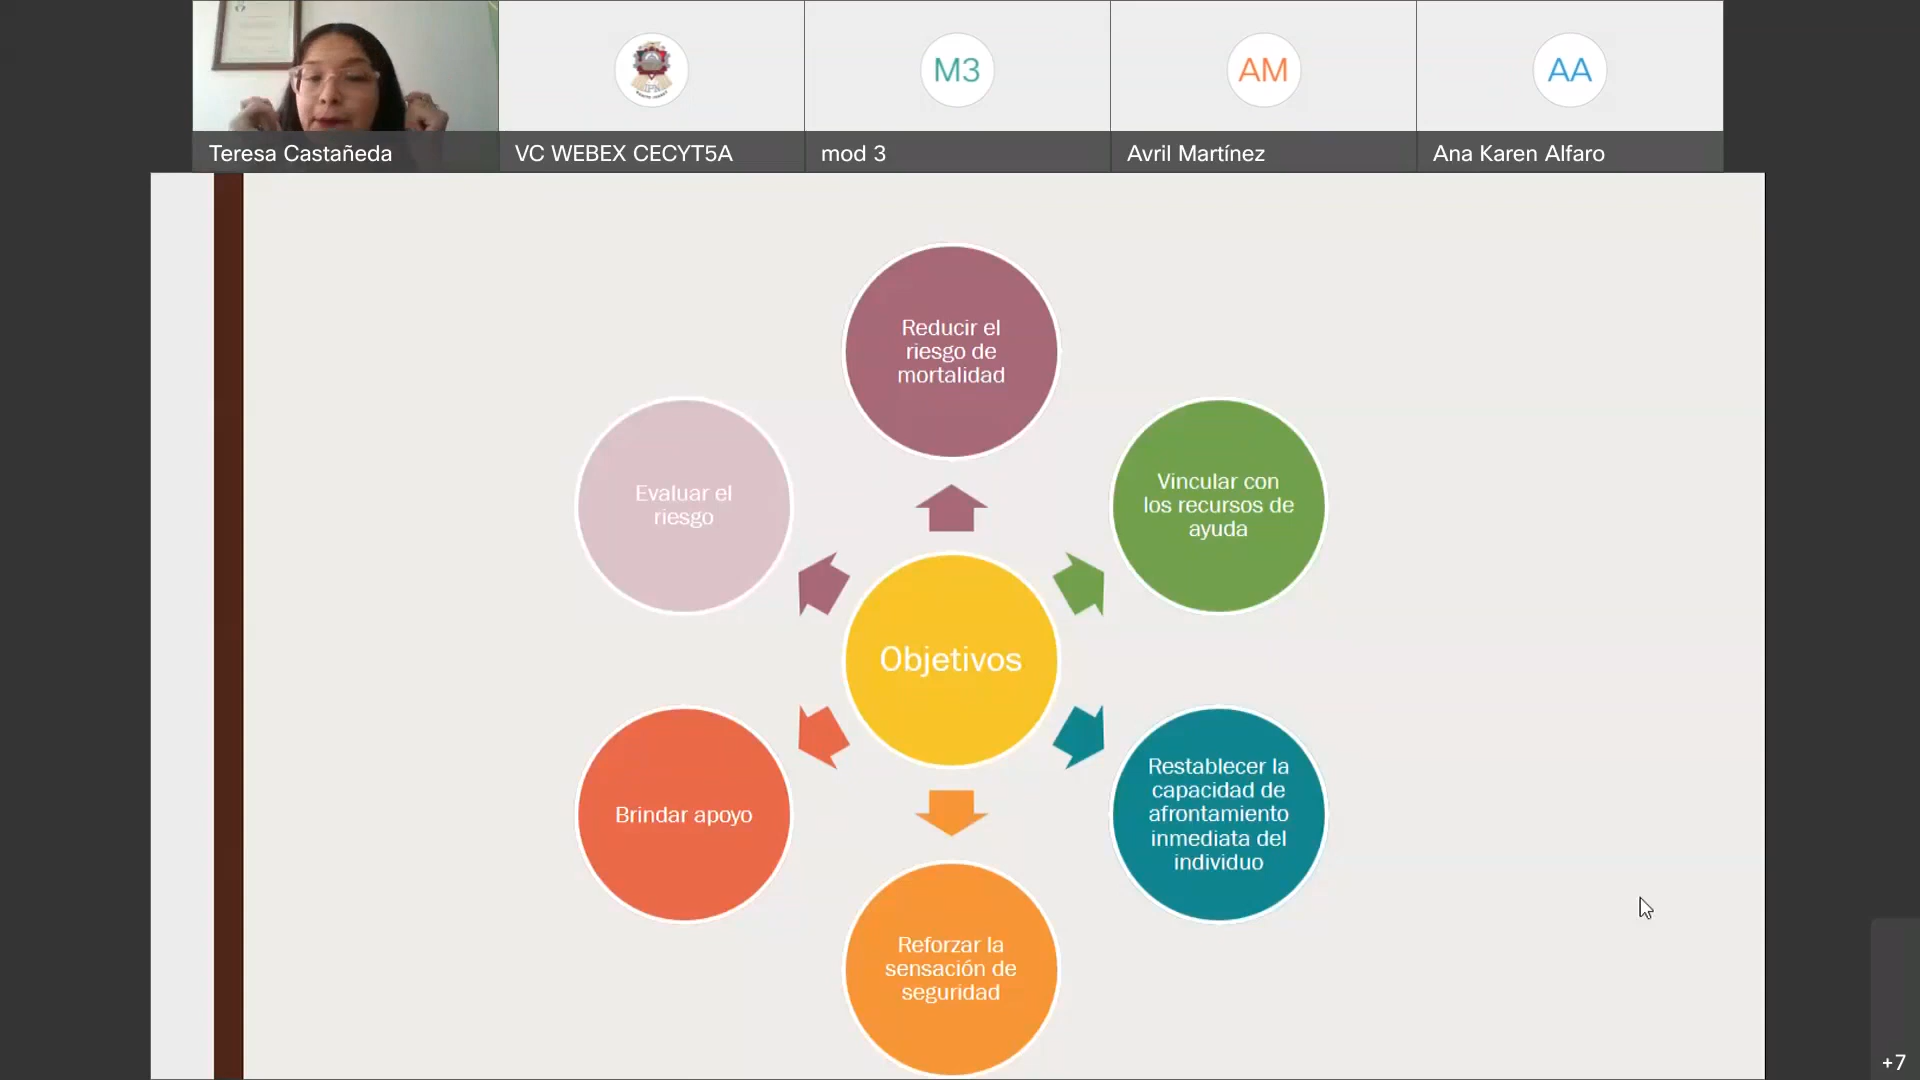 M3
AM
AA
Teresa Castañeda
VC WEBEX CECYT5A
mod 3
Avril Martínez
Ana Karen Alfaro
Reducir el
riesgo de
mortalidad
Evaluar el
riesgo
Vincular con
los recursos de
ayuda
Objetivos
Brindar apoyo
Restablecer la
capacidad de
afrontamiento
inmediata del
individuo
Reforzar la
sensación de
seguridad
+7